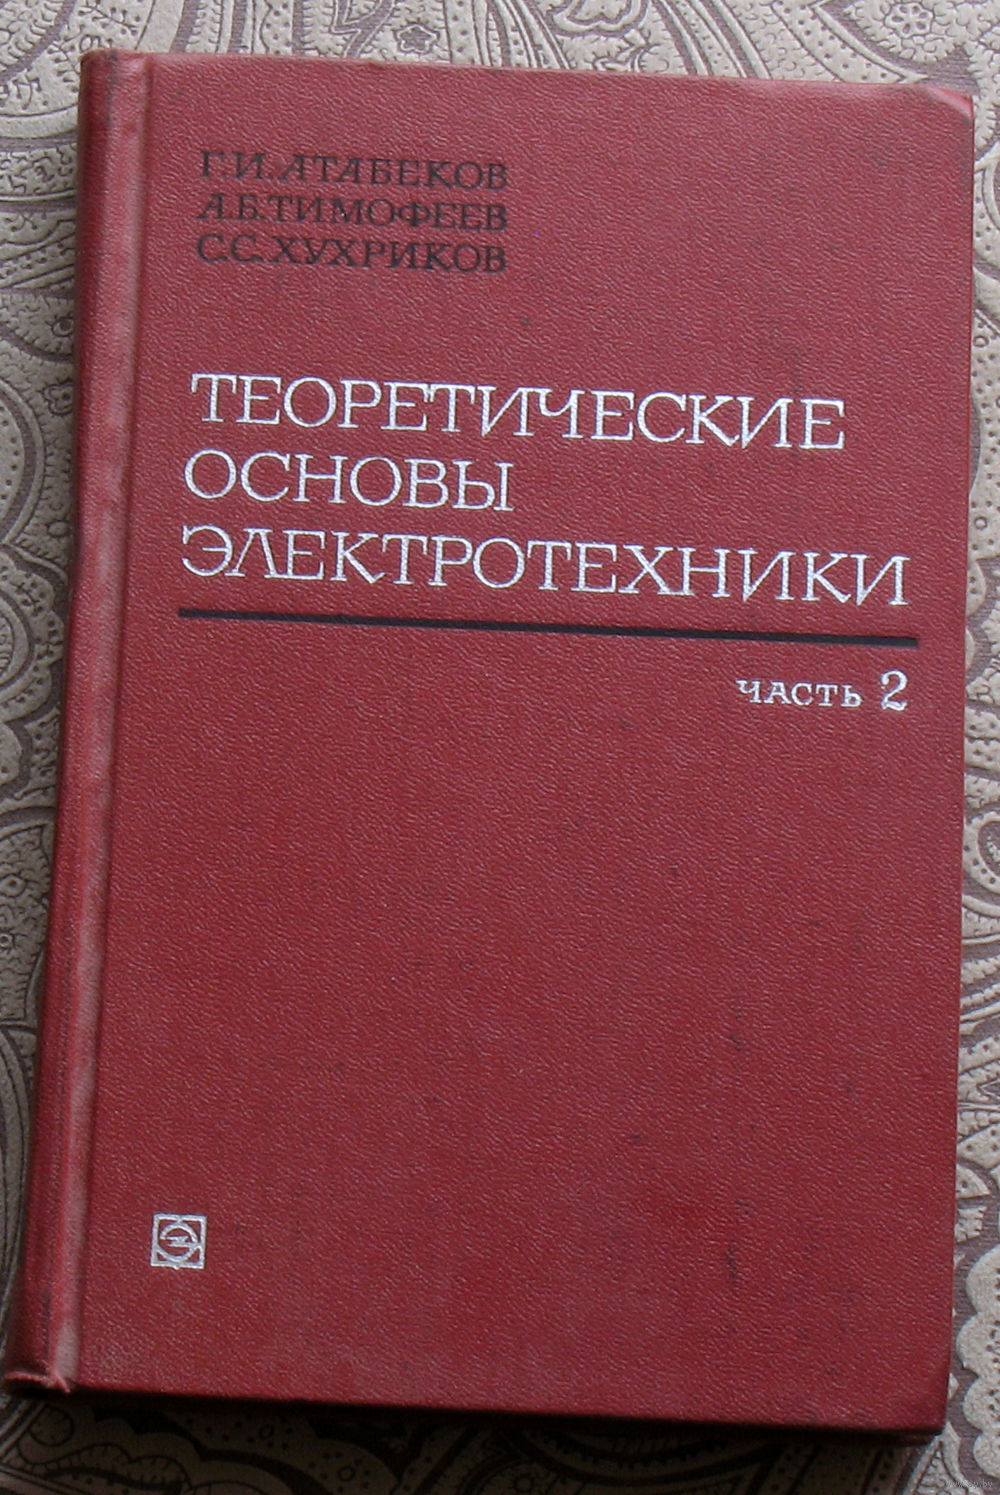 Г.И. АТАБЕКОВ
А.Б. ТИМОФЕЕВ
С.С. ХУХРИКОВ
ТЕОРЕТИЧЕСКИЕ
ОСНОВЫ
ЭЛЕКТРОТЕХНИКИ
ЧАСТЬ 2